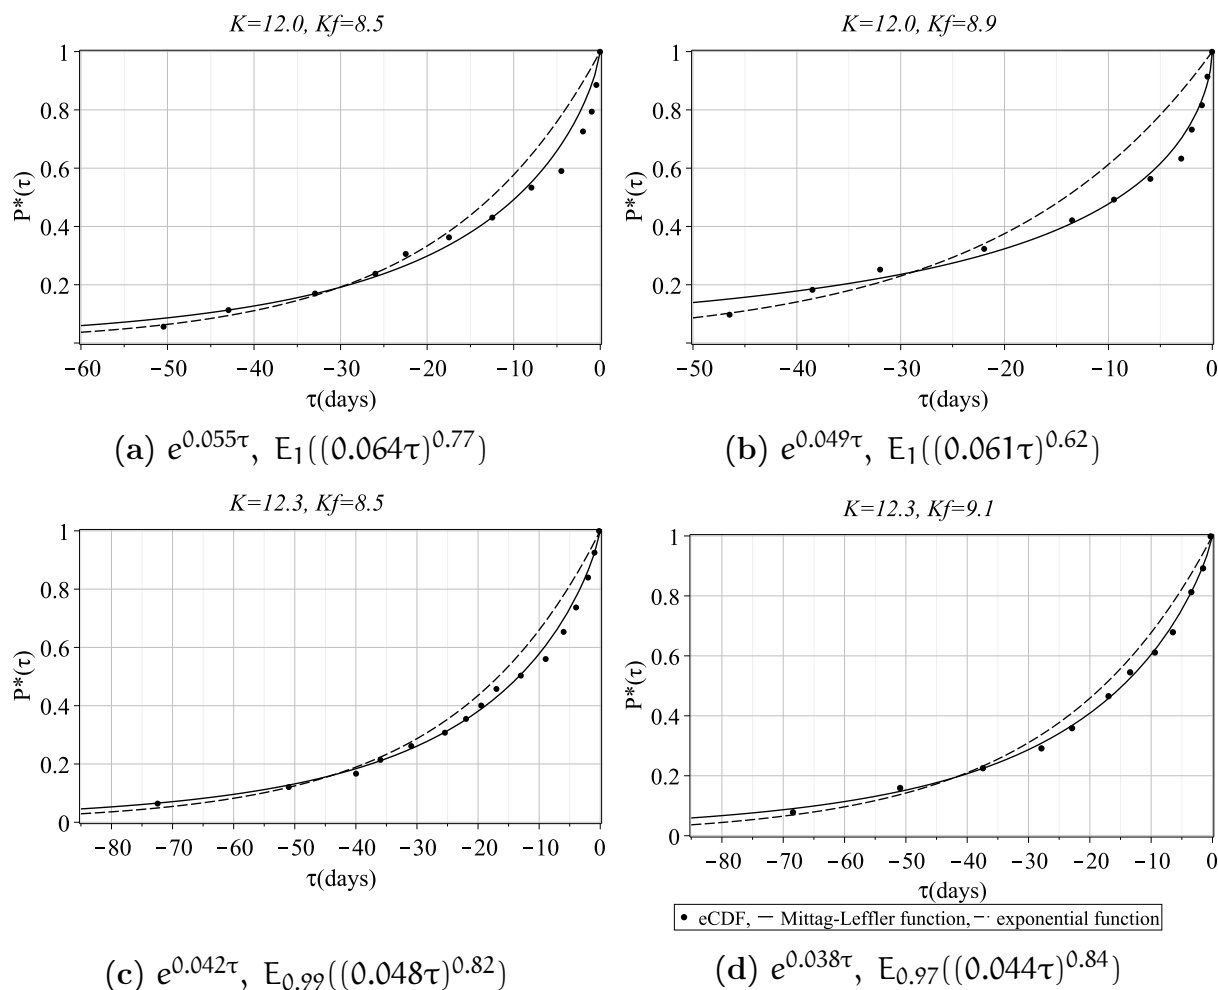 K=12.0, Kf=8.5
1
0.8
0.6
0.4
0.2
P*(τ)
−60 −50 −40 −30 −20 −10 0
τ(days)
(a) e^0.055τ, E_1((0.064τ)^0.77)
K=12.0, Kf=8.9
1
0.8
0.6
0.4
0.2
P*(τ)
−50 −40 −30 −20 −10 0
τ(days)
(b) e^0.049τ, E_1((0.061τ)^0.62)
K=12.3, Kf=8.5
1
0.8
0.6
0.4
0.2
0
P*(τ)
−80 −70 −60 −50 −40 −30 −20 −10 0
τ(days)
(c) e^0.042τ, E_0.99((0.048τ)^0.82)
K=12.3, Kf=9.1
1
0.8
0.6
0.4
0.2
0
P*(τ)
−80 −70 −60 −50 −40 −30 −20 −10 0
τ(days)
• eCDF, — Mittag-Leffler function, -· exponential function
(d) e^0.038τ, E_0.97((0.044τ)^0.84)